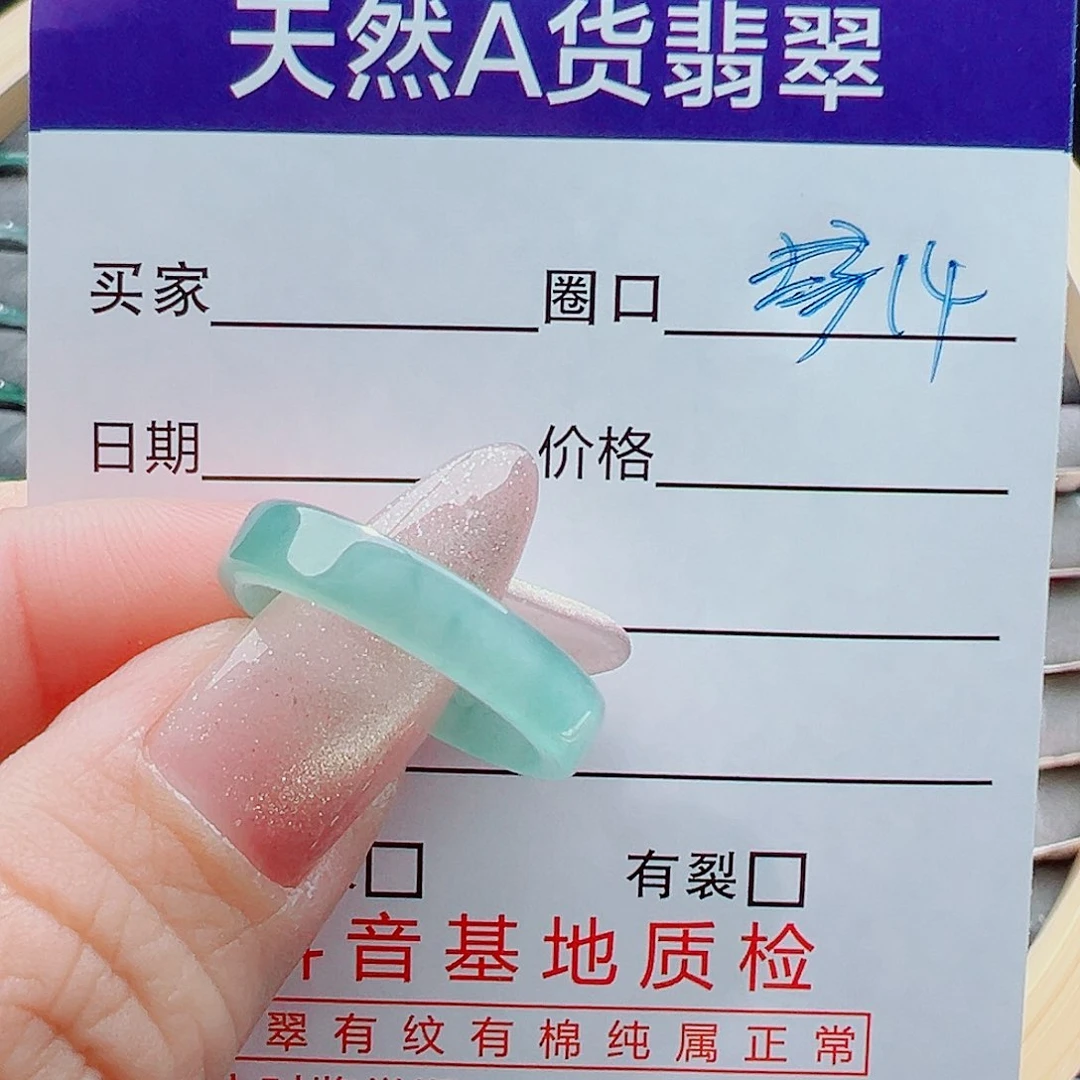 天然A货翡翠
买家 圈口 14
日期 价格
有裂
音基地质检
翠有纹有棉纯属正常